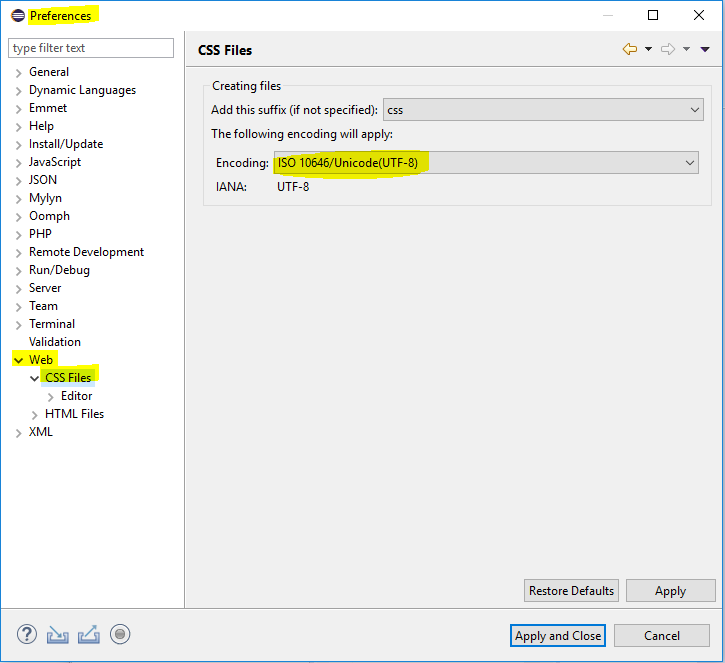 Preferences
type filter text
General
Dynamic Languages
Emmet
Help
Install/Update
JavaScript
JSON
Mylyn
Oomph
PHP
Remote Development
Run/Debug
Server
Team
Terminal
Validation
Web
CSS Files
Editor
HTML Files
XML
CSS Files
Creating files
Add this suffix (if not specified): css
The following encoding will apply:
Encoding: ISO 10646/Unicode(UTF-8)
IANA: UTF-8
Restore Defaults Apply
? Apply and Close Cancel